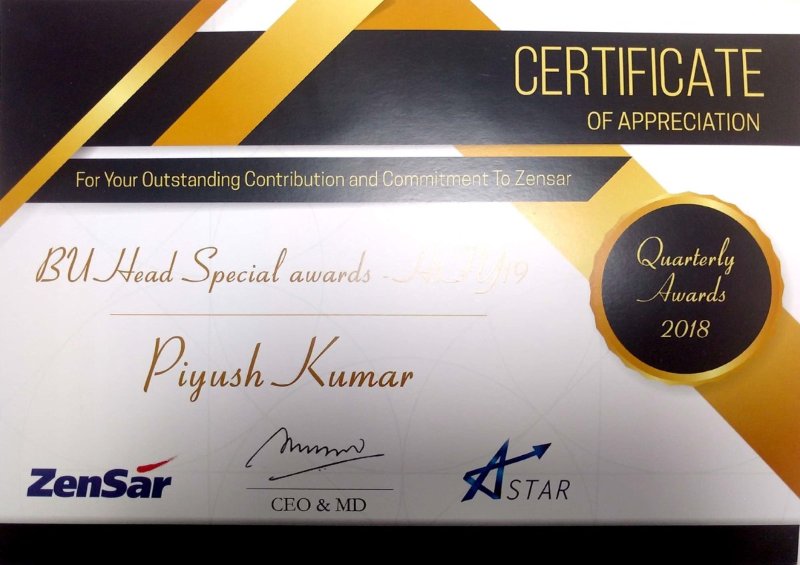 CERTIFICATE
OF APPRECIATION
For Your Outstanding Contribution and Commitment To Zensar
BU Head Special awards - H1 FY19
Quarterly
Awards
2018
Piyush Kumar
ZenSar
CEO & MD
ASTAR